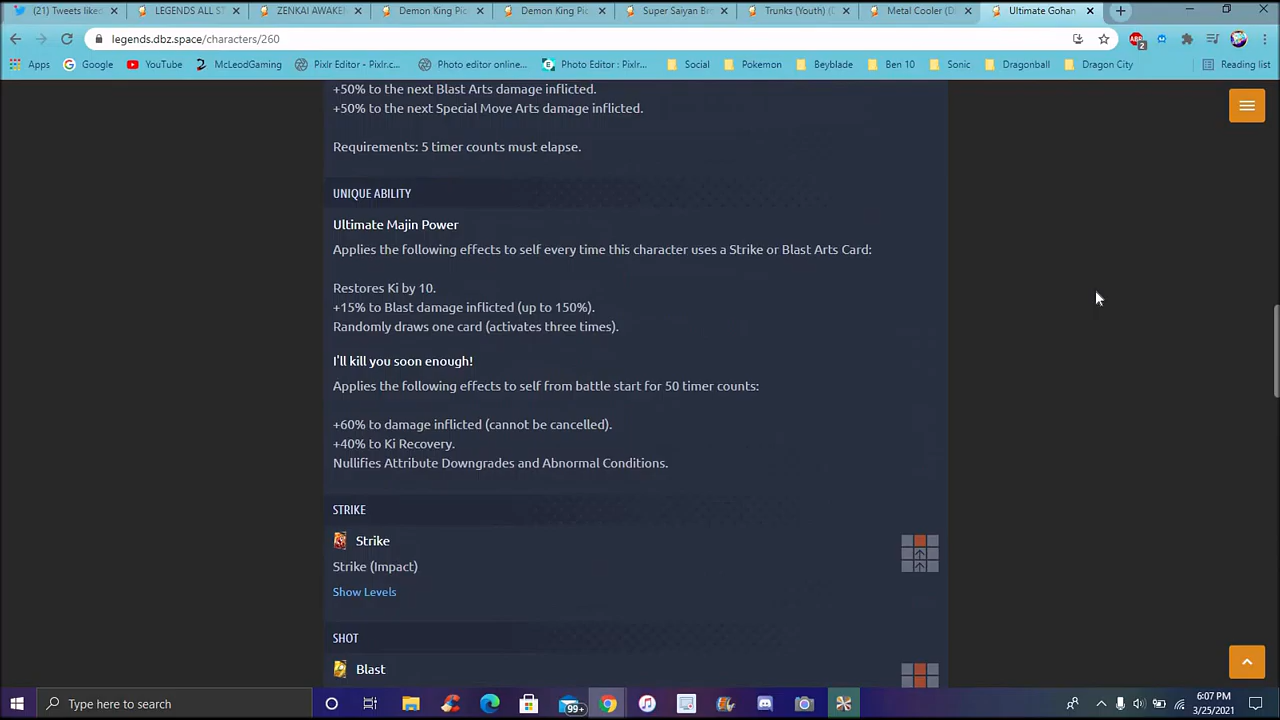 (21) Tweets liked
LEGENDS ALL ST
ZENKAI AWAKEN
Demon King Pic
Demon King Pic
Super Saiyan Bro
Trunks (Youth) (
Metal Cooler (D
Ultimate Gohan
legends.dbz.space/characters/260
ABP
2
Apps
Google
YouTube
McLeodGaming
Pixlr Editor - Pixlr.c...
Photo editor online...
Photo Editor : Pixlr...
Social
Pokemon
Beyblade
Ben 10
Sonic
Dragonball
Dragon City
Reading list
+50% to the next Blast Arts damage inflicted.
+50% to the next Special Move Arts damage inflicted.
Requirements: 5 timer counts must elapse.
UNIQUE ABILITY
Ultimate Majin Power
Applies the following effects to self every time this character uses a Strike or Blast Arts Card:
Restores Ki by 10.
+15% to Blast damage inflicted (up to 150%).
Randomly draws one card (activates three times).
I'll kill you soon enough!
Applies the following effects to self from battle start for 50 timer counts:
+60% to damage inflicted (cannot be cancelled).
+40% to Ki Recovery.
Nullifies Attribute Downgrades and Abnormal Conditions.
STRIKE
Strike
Strike (Impact)
Show Levels
SHOT
Blast
Type here to search
99+
6:07 PM
3/25/2021